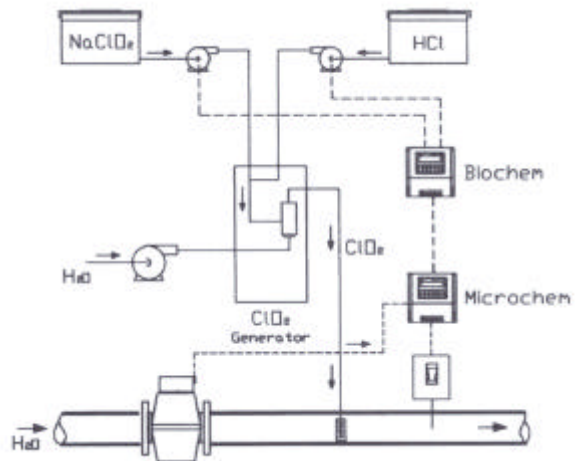 NaClO₂
HCl
Biochem
ClO₂
H₂O
Microchem
ClO₂
Generator
H₂O